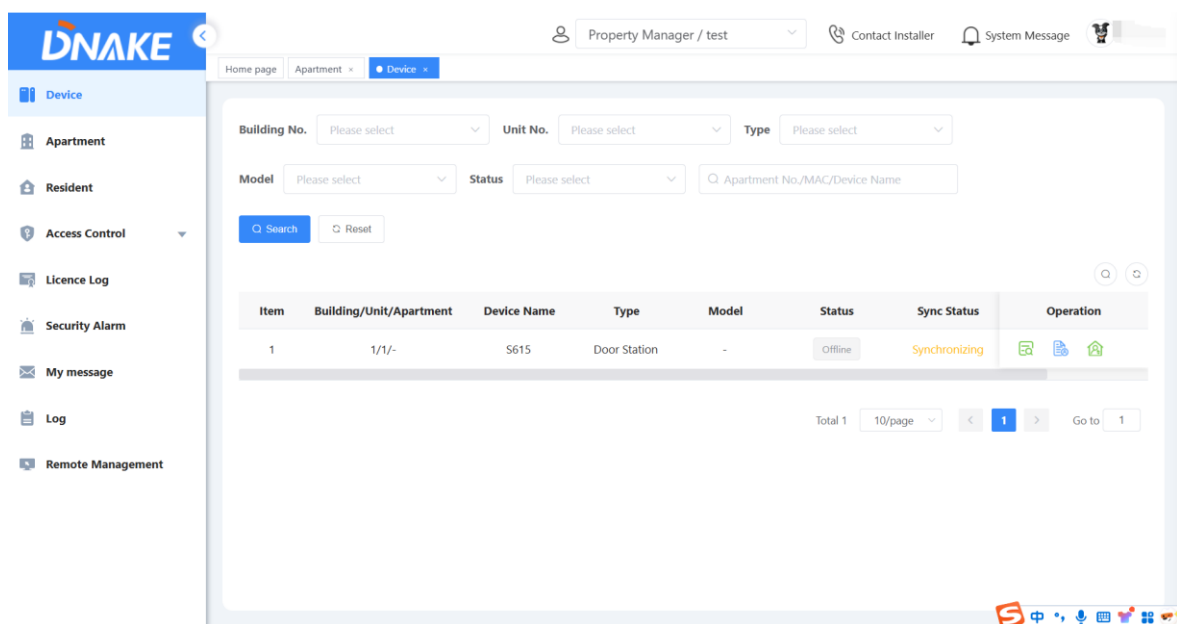 DNAKE
Property Manager / test
Contact Installer
System Message
Home page Apartment × Device ×
Device
Apartment
Resident
Access Control
Licence Log
Security Alarm
My message
Log
Remote Management
Building No. Please select Unit No. Please select Type Please select
Model Please select Status Please select Apartment No./MAC/Device Name
Search Reset
Item Building/Unit/Apartment Device Name Type Model Status Sync Status Operation
1 1/1/- S615 Door Station - Offline Synchronizing
Total 1 10/page < 1 > Go to 1
S 中